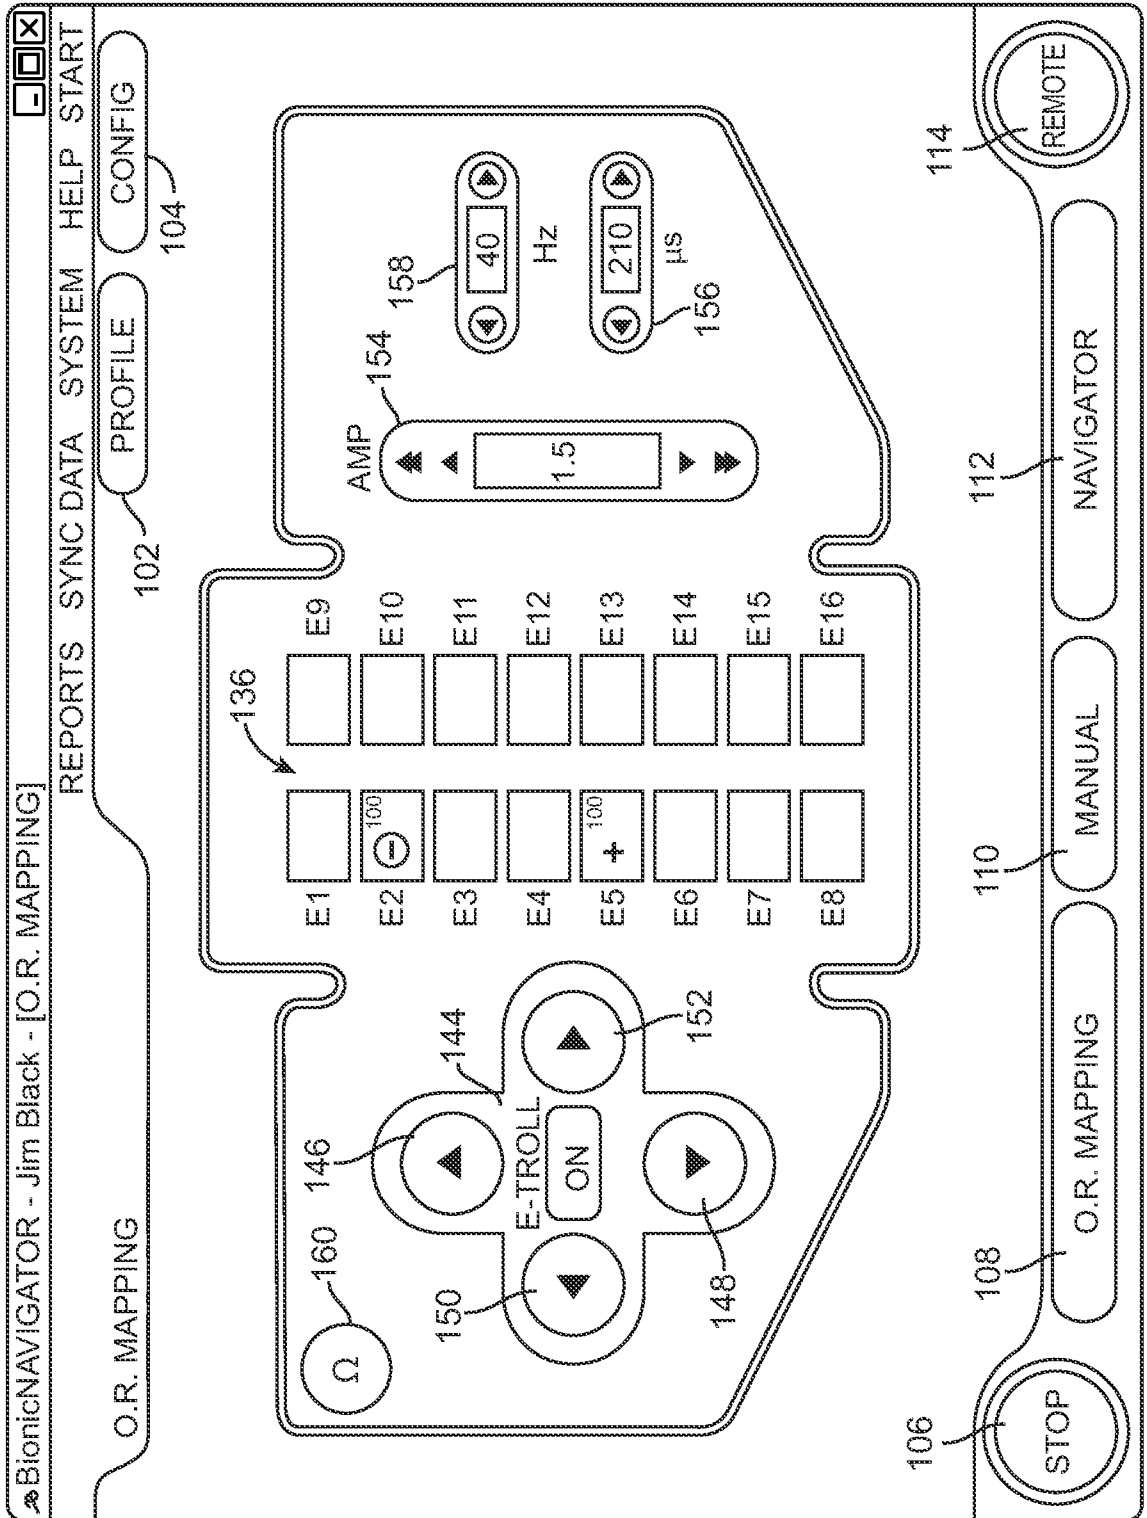 BionicNAVIGATOR - Jim Black - [O.R. MAPPING]
REPORTS SYNC DATA SYSTEM HELP START
O.R. MAPPING
PROFILE
CONFIG
102
104
160
Ω
146
144
E-TROLL
ON
150
148
152
136
E1
E2
E3
E4
E5
E6
E7
E8
- 100
+ 100
E9
E10
E11
E12
E13
E14
E15
E16
AMP
154
1.5
158
40
Hz
210
µs
156
106
108
110
112
114
STOP
O.R. MAPPING
MANUAL
NAVIGATOR
REMOTE